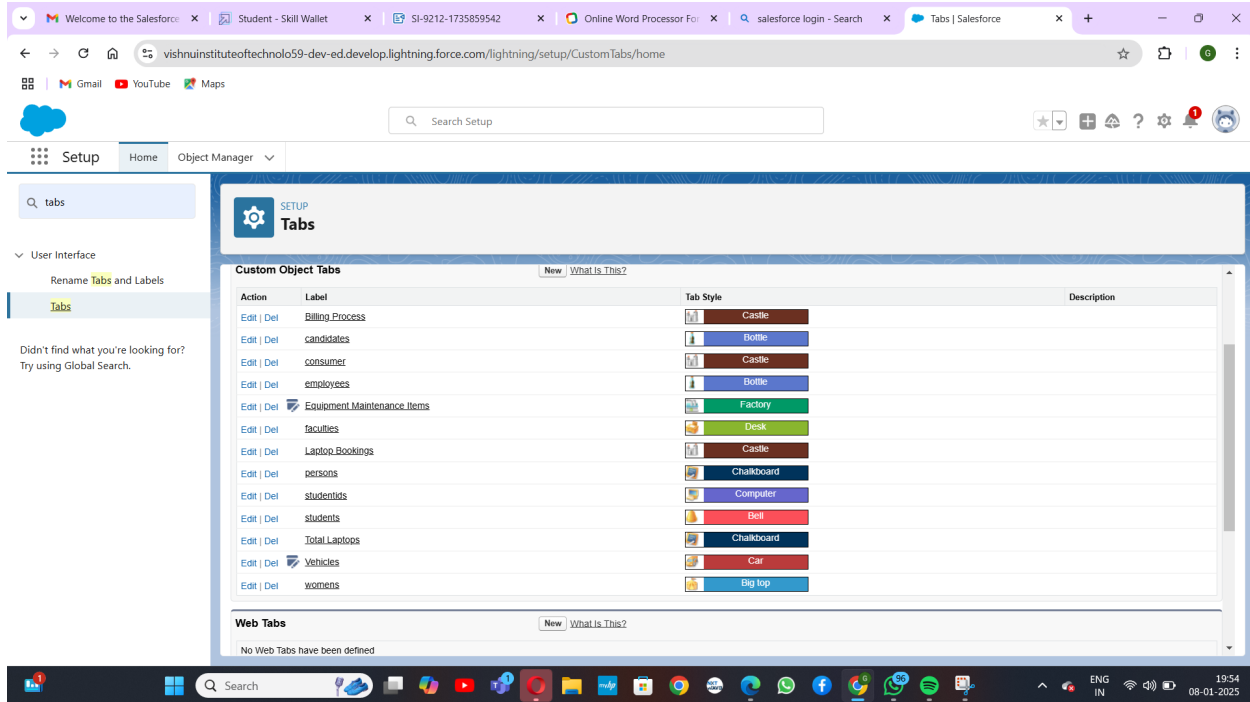 Welcome to the Salesforce
Student - Skill Wallet
SI-9212-1735859542
Online Word Processor For
salesforce login - Search
Tabs | Salesforce
vishnuinstituteoftechnolo59-dev-ed.develop.lightning.force.com/lightning/setup/CustomTabs/home
G
Gmail
YouTube
Maps
Search Setup
1
Setup
Home
Object Manager
tabs
SETUP
Tabs
User Interface
Rename Tabs and Labels
Tabs
Didn't find what you're looking for?
Try using Global Search.
Custom Object Tabs New What Is This?
Action Label Tab Style Description
Edit | Del Billing Process Castle
Edit | Del candidates Bottle
Edit | Del consumer Castle
Edit | Del employees Bottle
Edit | Del Equipment Maintenance Items Factory
Edit | Del faculties Desk
Edit | Del Laptop Bookings Castle
Edit | Del persons Chalkboard
Edit | Del studentids Computer
Edit | Del students Bell
Edit | Del Total Laptops Chalkboard
Edit | Del Vehicles Car
Edit | Del womens Big top
Web Tabs New What Is This?
No Web Tabs have been defined
1
Search
1
G
96
ENG
IN
19:54
08-01-2025